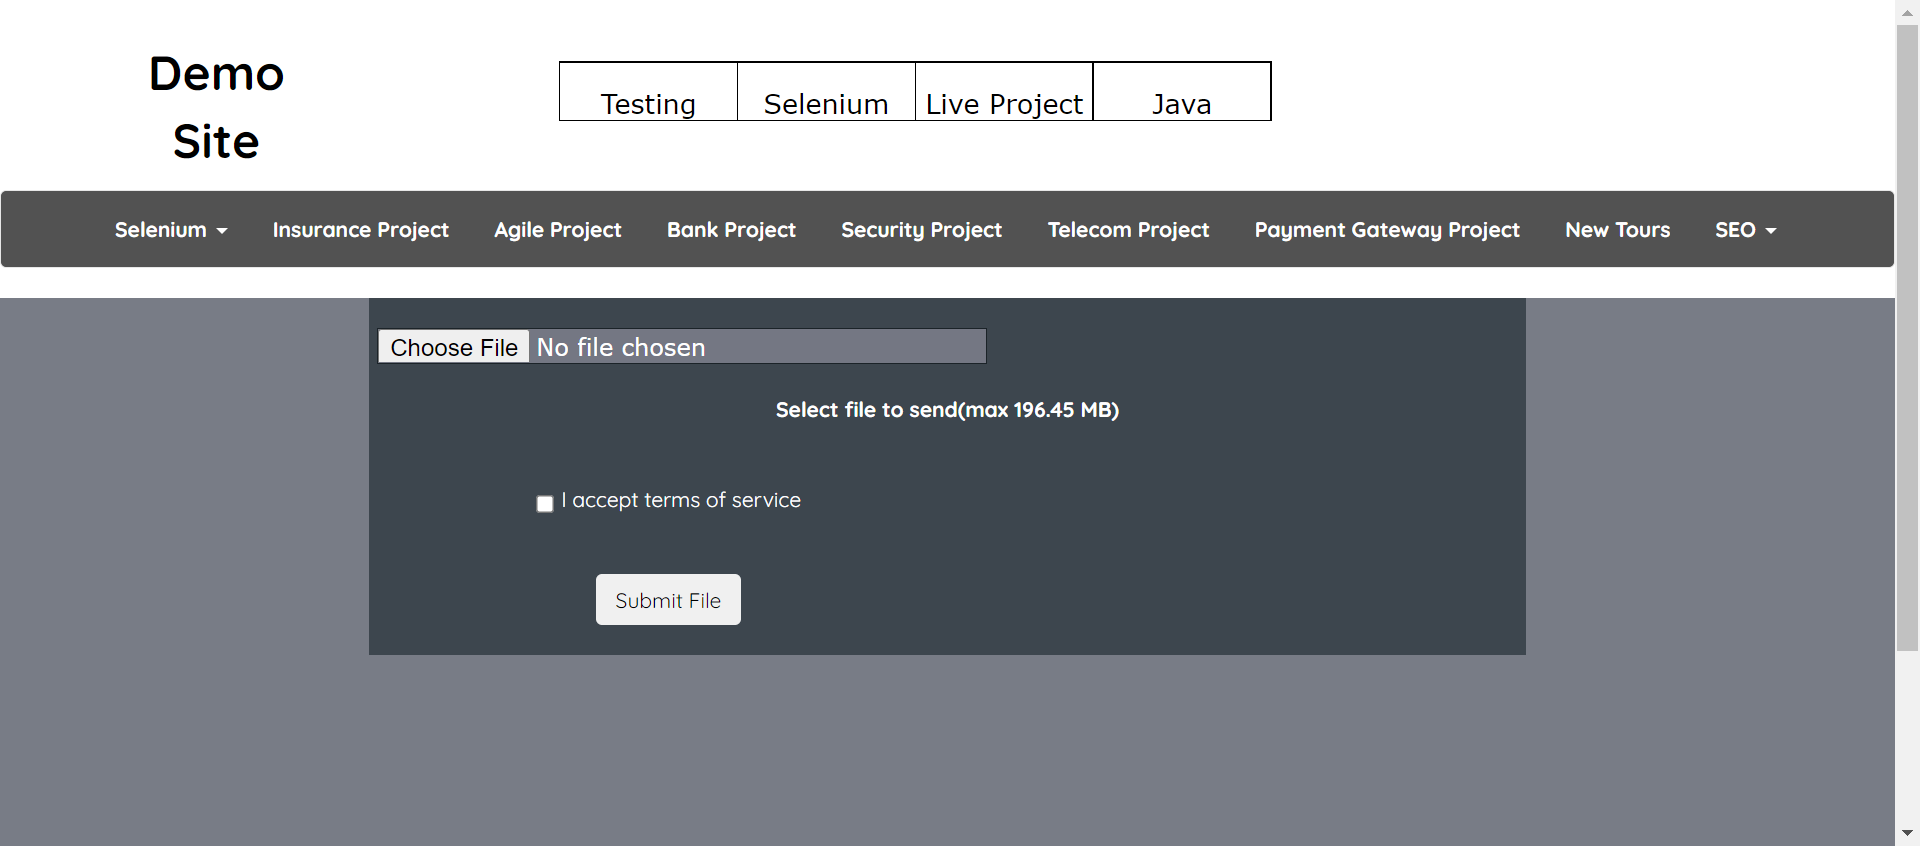 Demo
Site
Testing Selenium Live Project Java
Selenium Insurance Project Agile Project Bank Project Security Project Telecom Project Payment Gateway Project New Tours SEO
Choose File No file chosen
Select file to send(max 196.45 MB)
I accept terms of service
Submit File